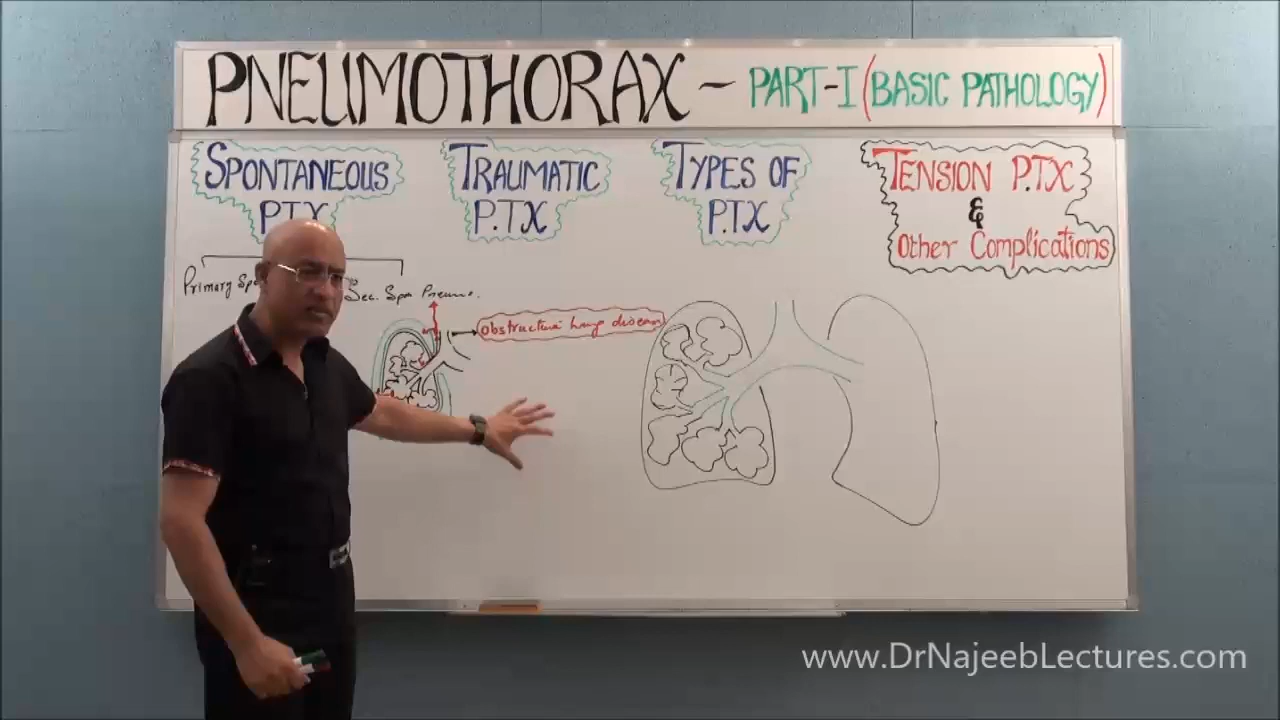 PNEUMOTHORAX – PART-I (BASIC PATHOLOGY)
SPONTANEOUS
P.T.X
TRAUMATIC
P.T.X
TYPES OF
P.T.X
TENSION P.TX
&
Other Complications
Primary
Sec. Spo Pneumo.
obstructive lung disease
www.DrNajeebLectures.com